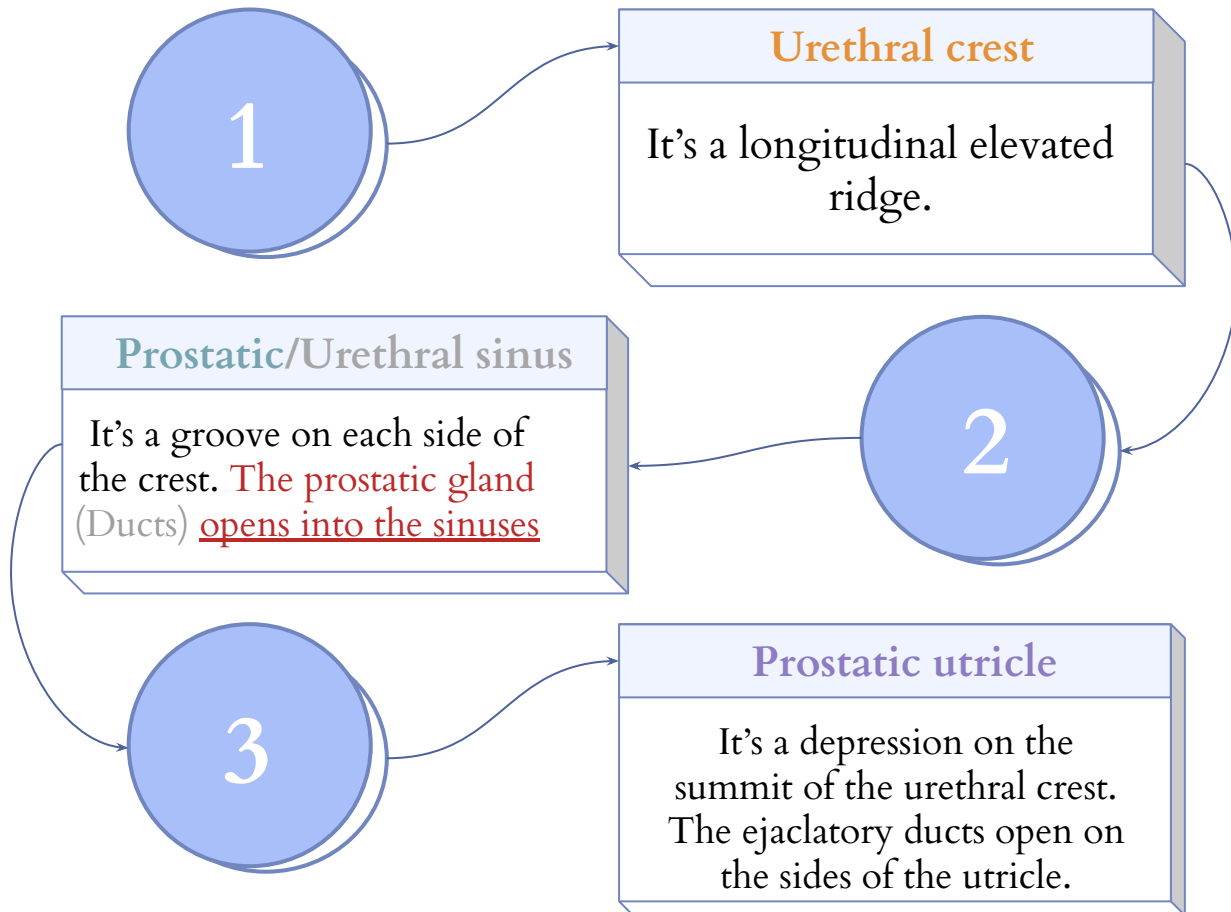 1
Urethral crest
It’s a longitudinal elevated
ridge.
2
Prostatic/Urethral sinus
It’s a groove on each side of
the crest. The prostatic gland
(Ducts) opens into the sinuses
3
Prostatic utricle
It’s a depression on the
summit of the urethral crest.
The ejaclatory ducts open on
the sides of the utricle.